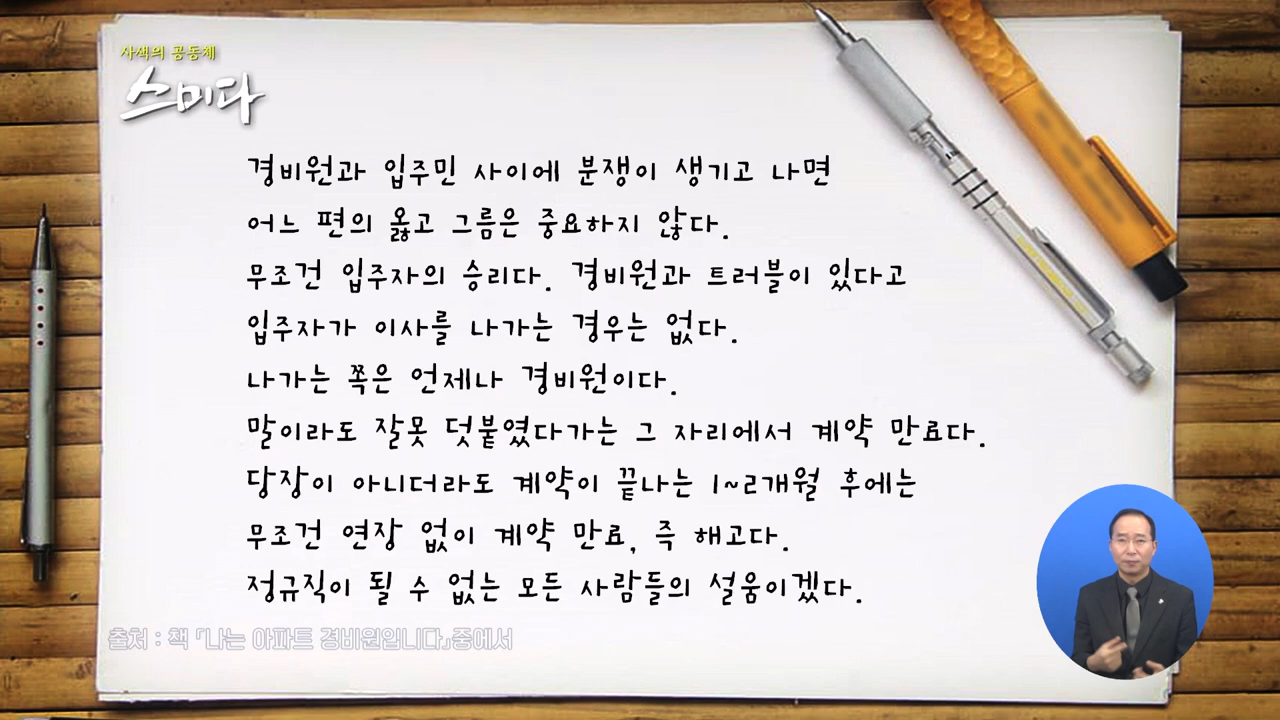 사색의 공동체
스미다
경비원과 입주민 사이에 분쟁이 생기고 나면
어느 편의 옳고 그름은 중요하지 않다.
무조건 입주자의 승리다. 경비원과 트러블이 있다고
입주자가 이사를 나가는 경우는 없다.
나가는 쪽은 언제나 경비원이다.
말이라도 잘못 덧붙였다가는 그 자리에서 계약 만료다.
당장이 아니더라도 계약이 끝나는 1~2개월 후에는
무조건 연장 없이 계약 만료, 즉 해고다.
정규직이 될 수 없는 모든 사람들의 설움이겠다.
출처 : 책 「나는 아파트 경비원입니다」중에서